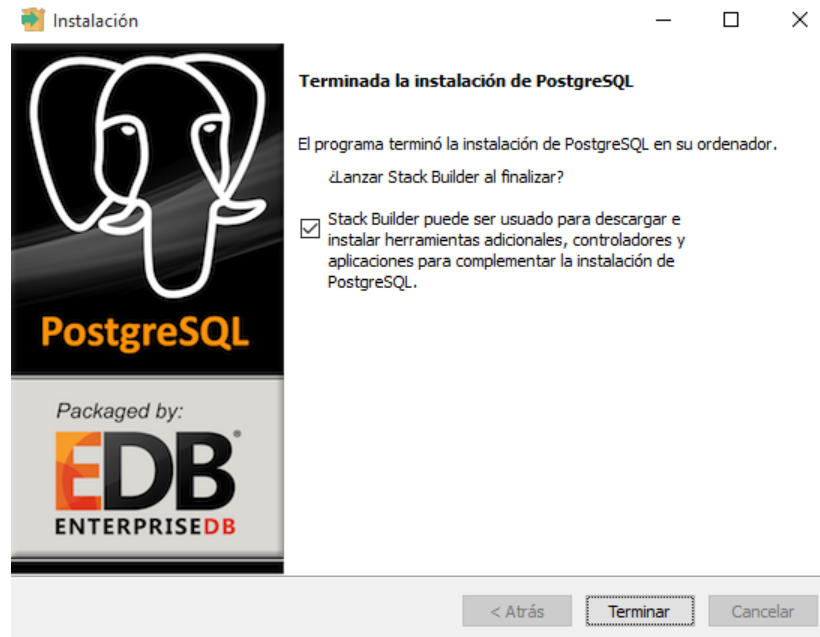 Instalación
Terminada la instalación de PostgreSQL
El programa terminó la instalación de PostgreSQL en su ordenador.
¿Lanzar Stack Builder al finalizar?
Stack Builder puede ser usado para descargar e
instalar herramientas adicionales, controladores y
aplicaciones para complementar la instalación de
PostgreSQL.
PostgreSQL
Packaged by:
EDB
ENTERPRISEDB
< Atrás
Terminar
Cancelar